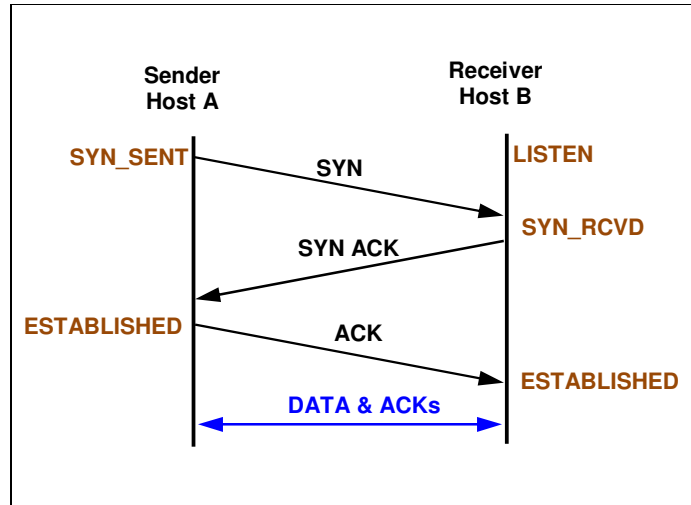 Sender
Host A
Receiver
Host B
SYN_SENT
LISTEN
SYN
SYN_RCVD
SYN ACK
ESTABLISHED
ACK
ESTABLISHED
DATA & ACKs